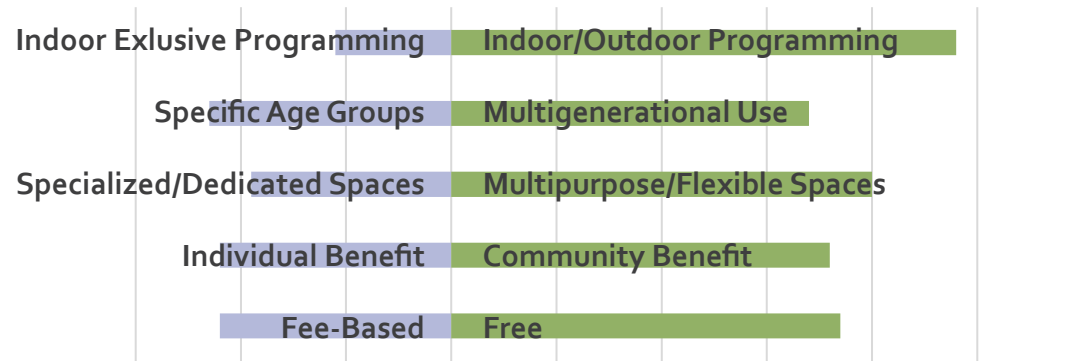 Indoor Exlusive Programming Indoor/Outdoor Programming
Specific Age Groups Multigenerational Use
Specialized/Dedicated Spaces Multipurpose/Flexible Spaces
Individual Benefit Community Benefit
Fee-Based Free